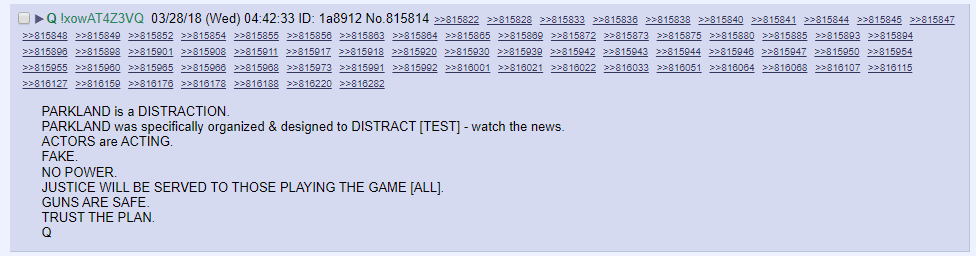 Q !xowAT4Z3VQ 03/28/18 (Wed) 04:42:33 ID: 1a8912 No.815814 >>815822 >>815828 >>815833 >>815836 >>815838 >>815840 >>815841 >>815844 >>815845 >>815847
>>815848 >>815849 >>815852 >>815854 >>815855 >>815856 >>815863 >>815864 >>815865 >>815869 >>815872 >>815873 >>815875 >>815880 >>815885 >>815893 >>815894
>>815896 >>815898 >>815901 >>815908 >>815911 >>815917 >>815918 >>815920 >>815930 >>815939 >>815942 >>815943 >>815944 >>815946 >>815947 >>815950 >>815954
>>815955 >>815960 >>815965 >>815966 >>815968 >>815973 >>815991 >>815992 >>816001 >>816021 >>816022 >>816033 >>816051 >>816064 >>816068 >>816107 >>816115
>>816127 >>816159 >>816176 >>816178 >>816188 >>816220 >>816282
PARKLAND is a DISTRACTION.
PARKLAND was specifically organized & designed to DISTRACT [TEST] - watch the news.
ACTORS are ACTING.
FAKE.
NO POWER.
JUSTICE WILL BE SERVED TO THOSE PLAYING THE GAME [ALL].
GUNS ARE SAFE.
TRUST THE PLAN.
Q